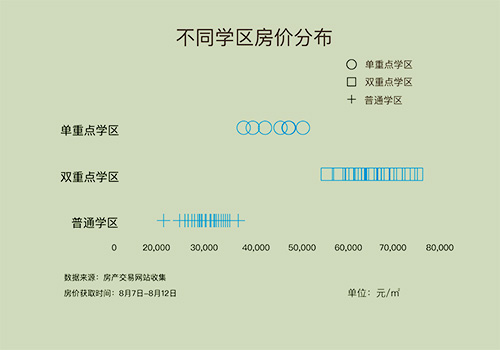 不同学区房价分布
单重点学区
双重点学区
普通学区
单重点学区
双重点学区
普通学区
0 20,000 30,000 40,000 50,000 60,000 70,000 80,000
数据来源：房产交易网站收集
房价获取时间：8月7日-8月12日
单位：元/㎡